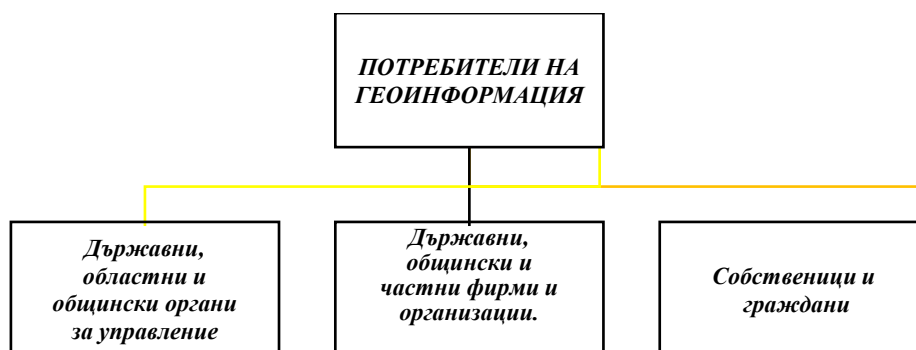 ПОТРЕБИТЕЛИ НА
ГЕОИНФОРМАЦИЯ
Държавни,
областни и
общински органи
за управление
Държавни,
общински и
частни фирми и
организации.
Собственици и
граждани